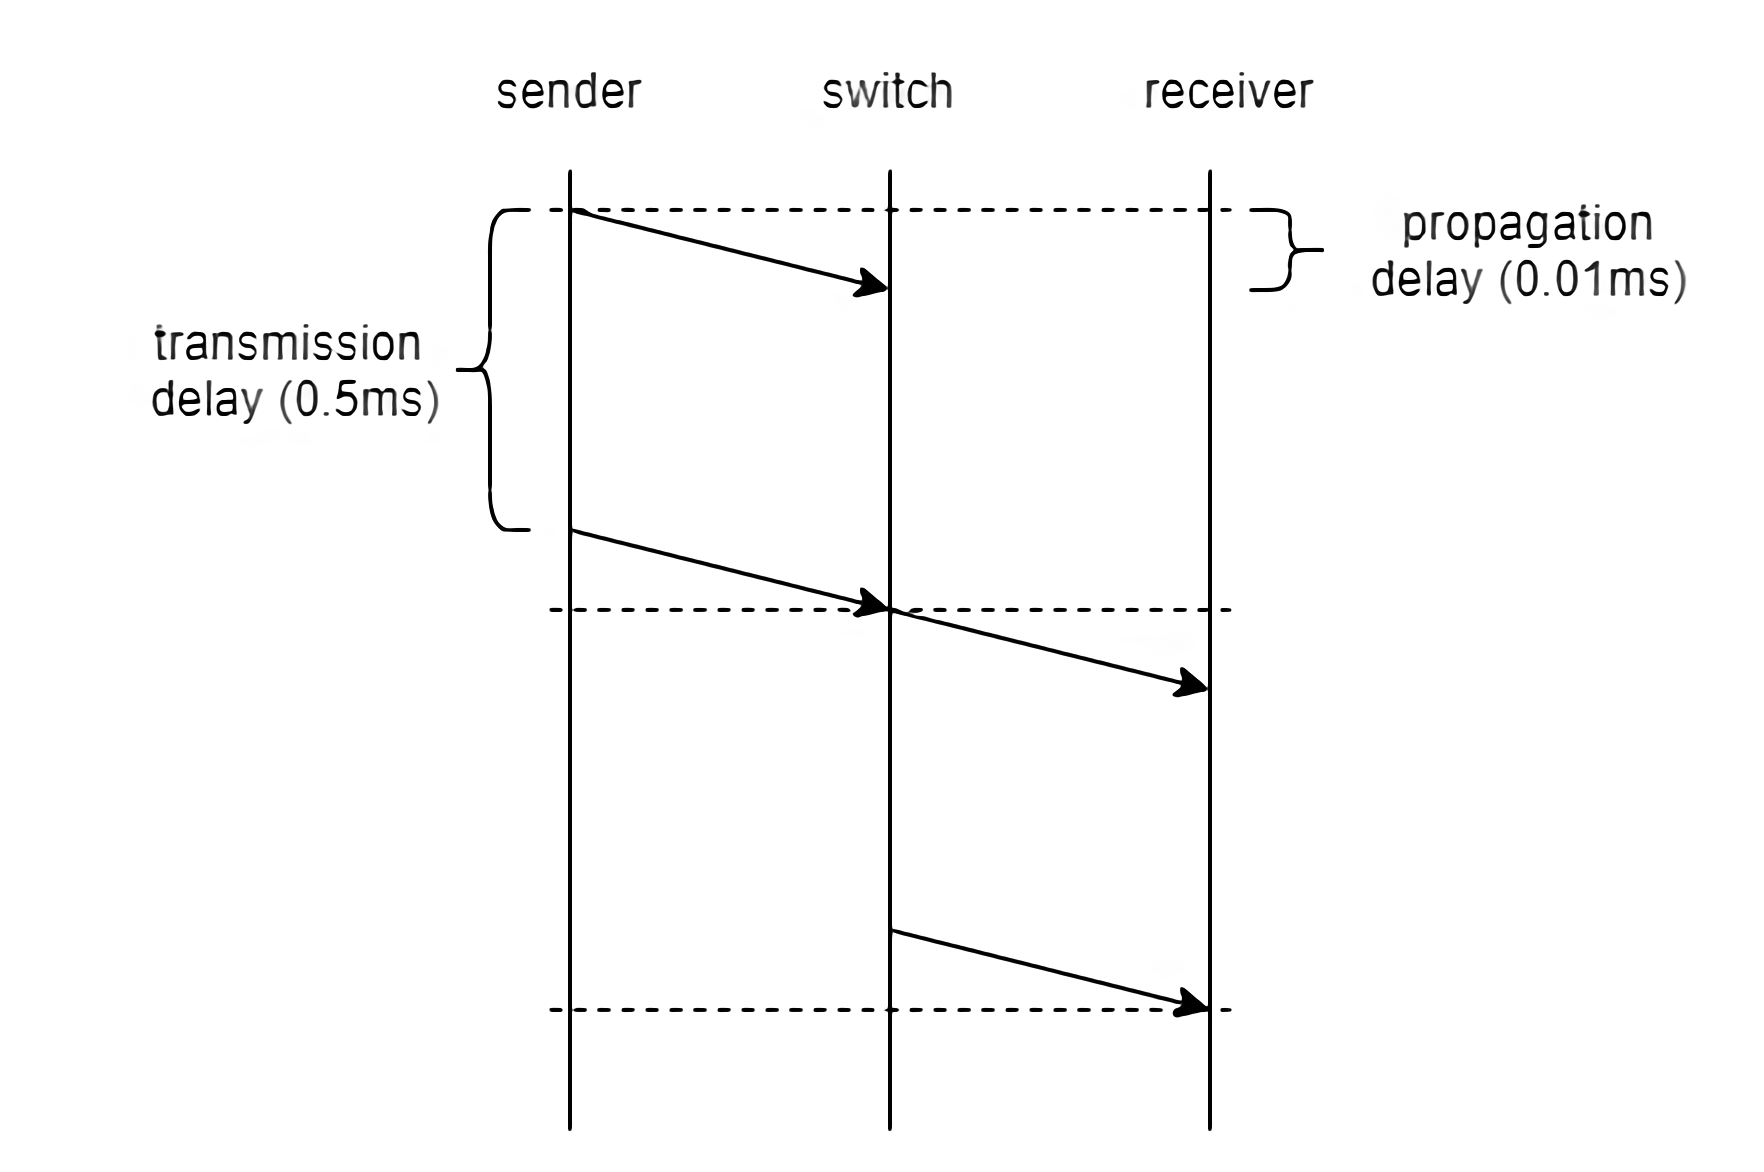 sender
switch
receiver
propagation
delay (0.01ms)
transmission
delay (0.5ms)